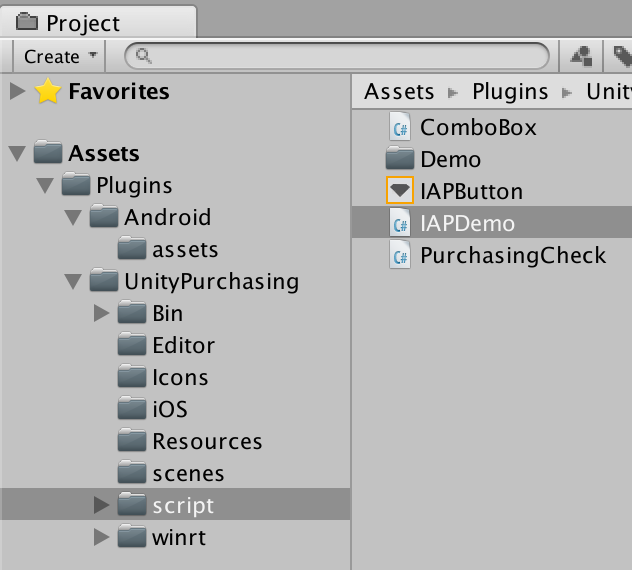 Project
Create
Favorites
Assets
Plugins
Android
assets
UnityPurchasing
Bin
Editor
Icons
iOS
Resources
scenes
script
winrt
Assets Plugins Unity
ComboBox
Demo
IAPButton
C# IAPDemo
C# PurchasingCheck